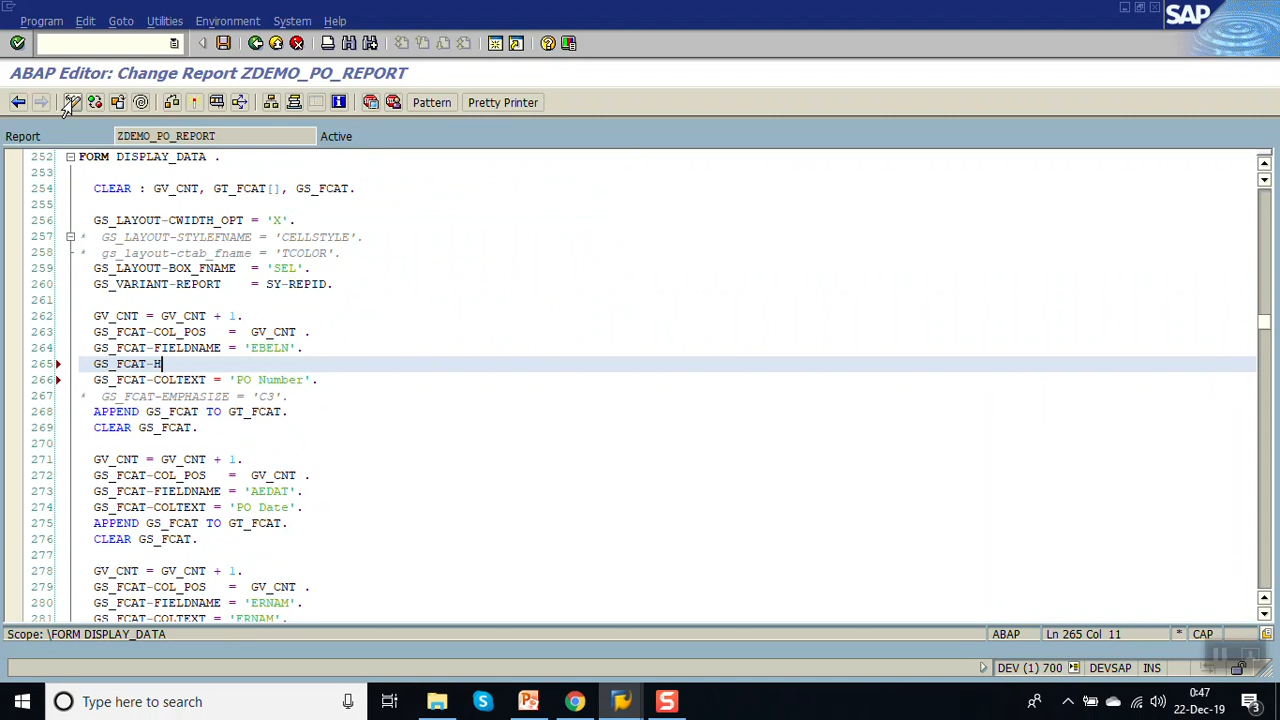 Program Edit Goto Utilities Environment System Help
SAP
ABAP Editor: Change Report ZDEMO_PO_REPORT
Pattern Pretty Printer
Report ZDEMO_PO_REPORT Active
252 FORM DISPLAY_DATA .
253
254 CLEAR : GV_CNT, GT_FCAT[], GS_FCAT.
255
256 GS_LAYOUT-CWIDTH_OPT = 'X'.
257 * GS_LAYOUT-STYLEFNAME = 'CELLSTYLE'.
258 * gs_layout-ctab_fname = 'TCOLOR'.
259 GS_LAYOUT-BOX_FNAME = 'SEL'.
260 GS_VARIANT-REPORT = SY-REPID.
261
262 GV_CNT = GV_CNT + 1.
263 GS_FCAT-COL_POS = GV_CNT .
264 GS_FCAT-FIELDNAME = 'EBELN'.
265 GS_FCAT-H
266 GS_FCAT-COLTEXT = 'PO Number'.
267 * GS_FCAT-EMPHASIZE = 'C3'.
268 APPEND GS_FCAT TO GT_FCAT.
269 CLEAR GS_FCAT.
270
271 GV_CNT = GV_CNT + 1.
272 GS_FCAT-COL_POS = GV_CNT .
273 GS_FCAT-FIELDNAME = 'AEDAT'.
274 GS_FCAT-COLTEXT = 'PO Date'.
275 APPEND GS_FCAT TO GT_FCAT.
276 CLEAR GS_FCAT.
277
278 GV_CNT = GV_CNT + 1.
279 GS_FCAT-COL_POS = GV_CNT .
280 GS_FCAT-FIELDNAME = 'ERNAM'.
281 GS_FCAT-COLTEXT = 'ERNAM'.
Scope: \FORM DISPLAY_DATA ABAP Ln 265 Col 11 * CAP
DEV (1) 700 DEVSAP INS
Type here to search 0:47
22-Dec-19 3